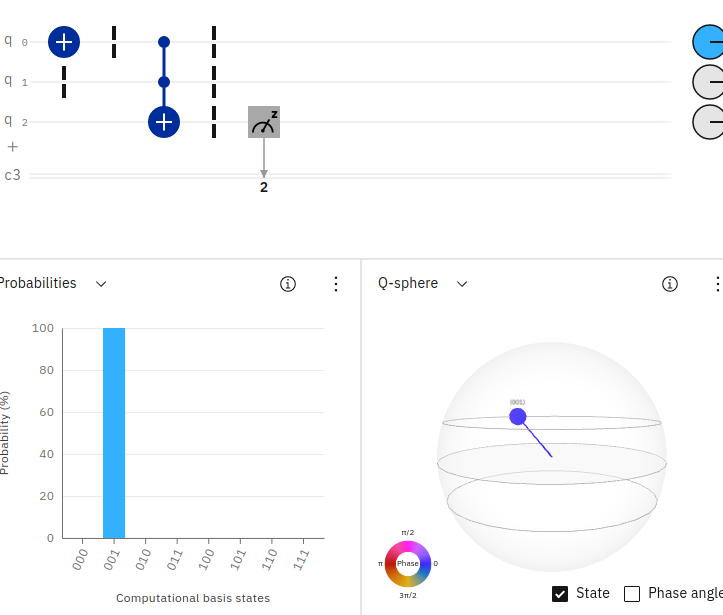 q 0
q 1
q 2
z
+
c3
2
Probabilities
Q-sphere
100
80
60
40
20
0
Probability (%)
000 001 010 011 100 101 110 111
Computational basis states
|001⟩
π/2
π Phase 0
3π/2
State Phase angle